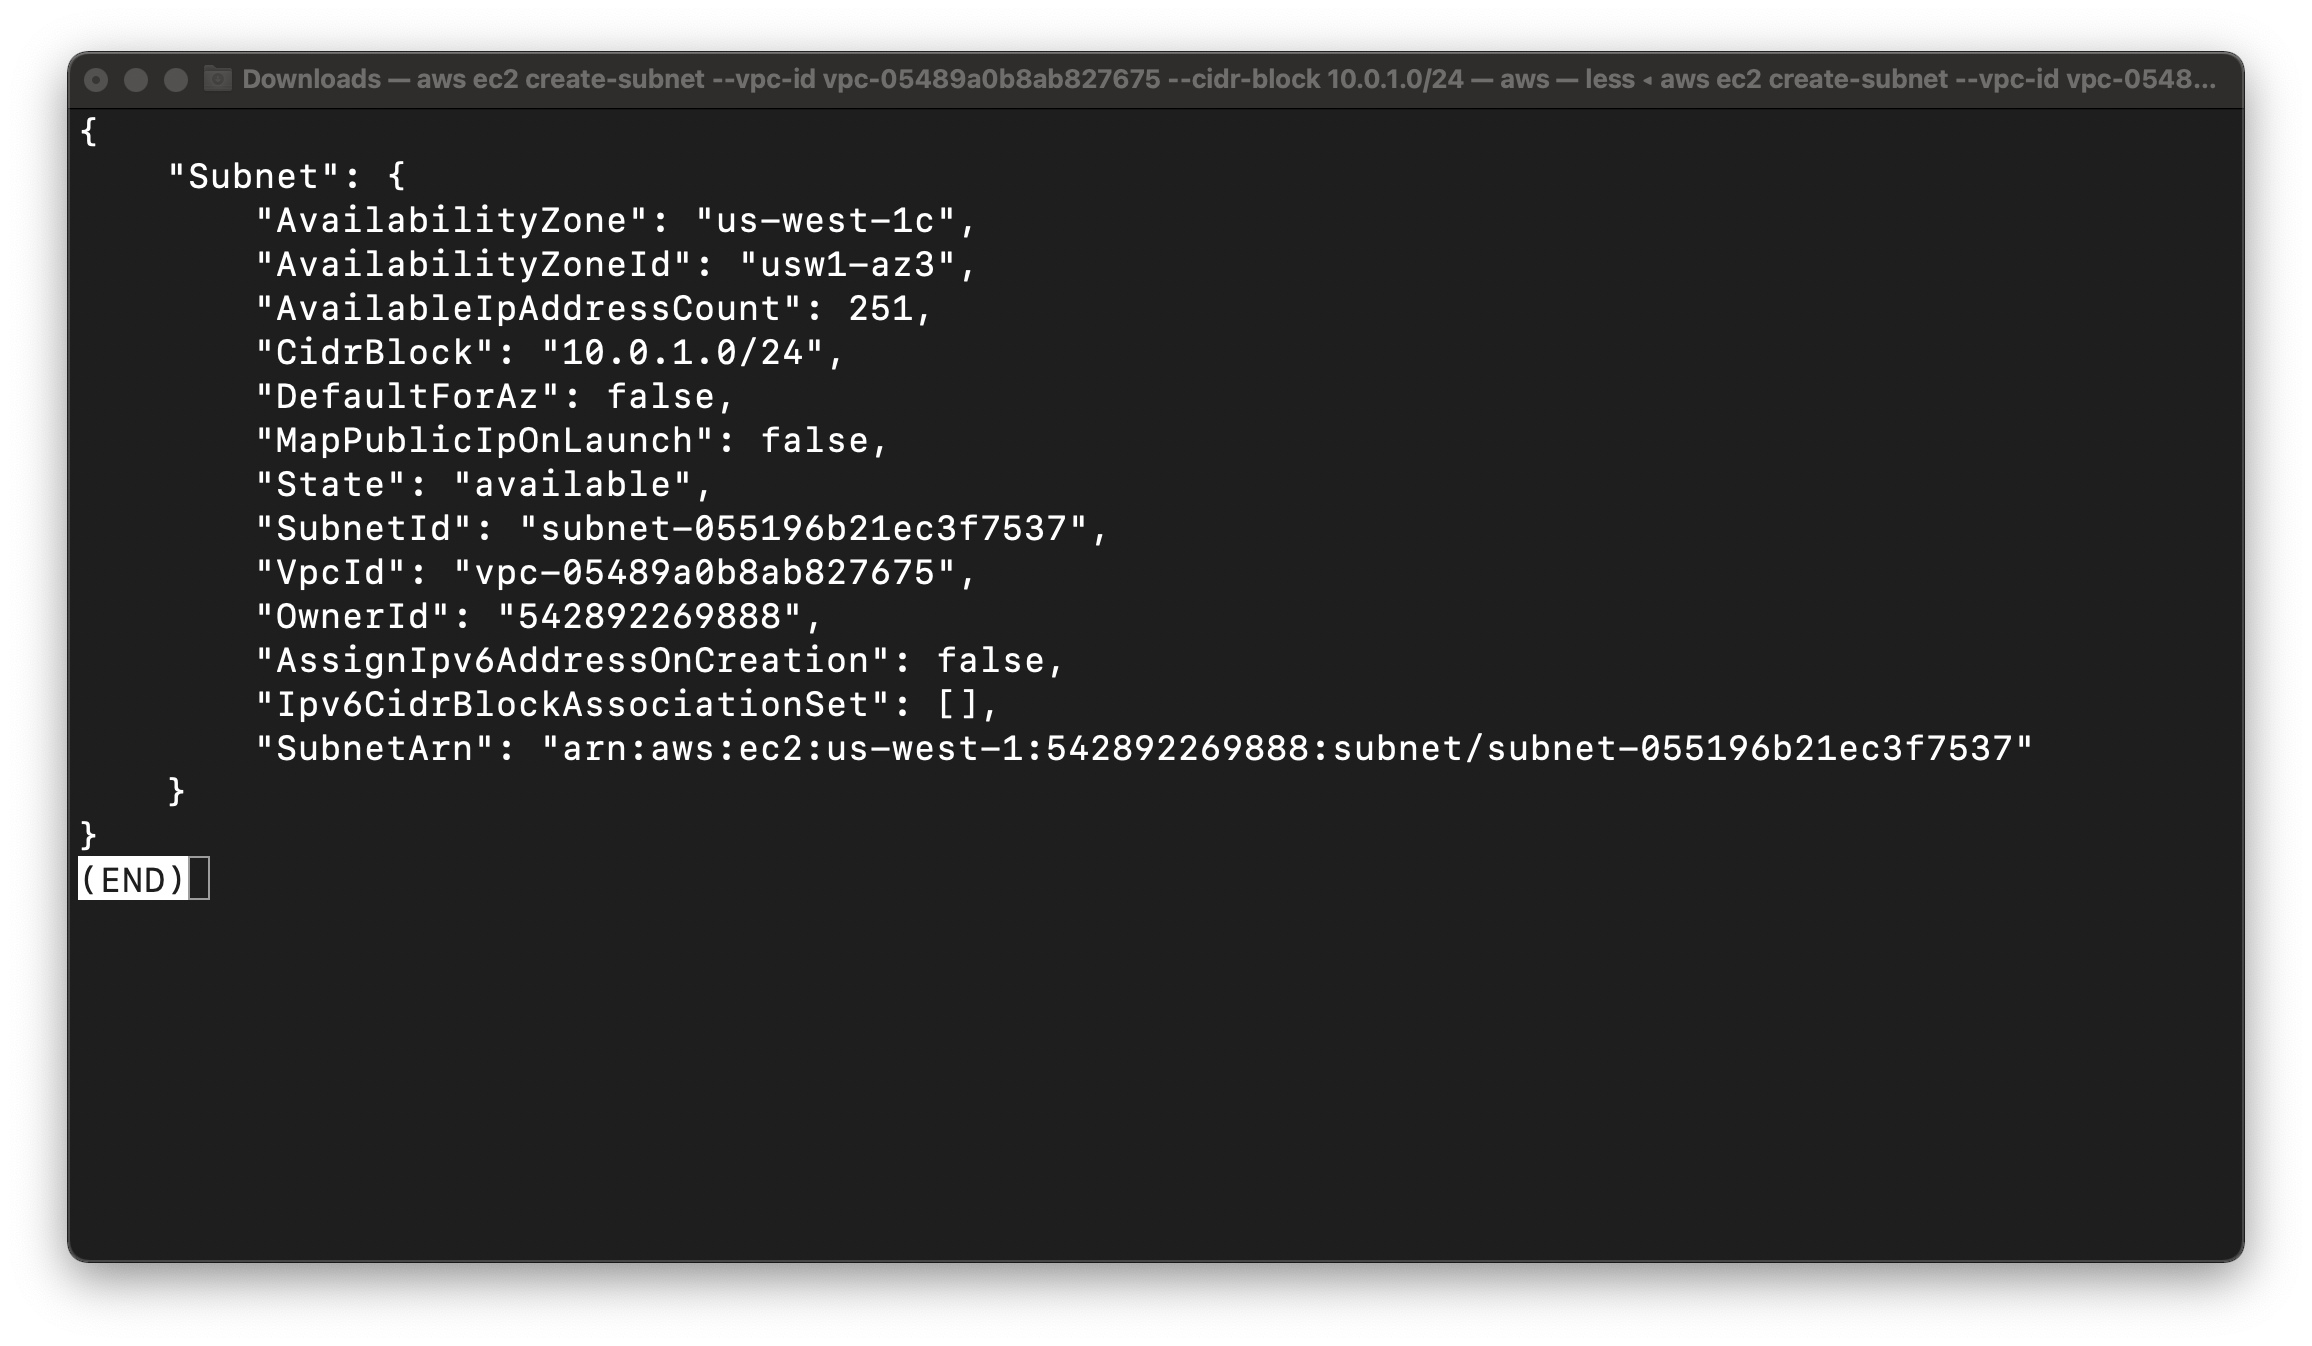 Downloads — aws ec2 create-subnet --vpc-id vpc-05489a0b8ab827675 --cidr-block 10.0.1.0/24 — aws — less ◂ aws ec2 create-subnet --vpc-id vpc-0548...
{
    "Subnet": {
        "AvailabilityZone": "us-west-1c",
        "AvailabilityZoneId": "usw1-az3",
        "AvailableIpAddressCount": 251,
        "CidrBlock": "10.0.1.0/24",
        "DefaultForAz": false,
        "MapPublicIpOnLaunch": false,
        "State": "available",
        "SubnetId": "subnet-055196b21ec3f7537",
        "VpcId": "vpc-05489a0b8ab827675",
        "OwnerId": "542892269888",
        "AssignIpv6AddressOnCreation": false,
        "Ipv6CidrBlockAssociationSet": [],
        "SubnetArn": "arn:aws:ec2:us-west-1:542892269888:subnet/subnet-055196b21ec3f7537"
    }
}
(END)